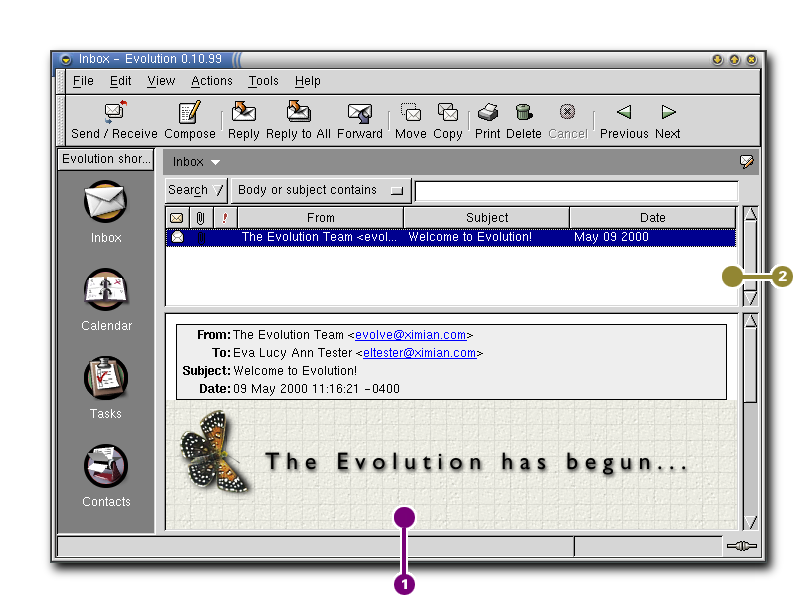 Inbox – Evolution 0.10.99
File Edit View Actions Tools Help
Send / Receive Compose Reply Reply to All Forward Move Copy Print Delete Cancel Previous Next
Evolution shor... Inbox
Search Body or subject contains
! From Subject Date
The Evolution Team <evol... Welcome to Evolution! May 09 2000
Inbox
2
Calendar
From: The Evolution Team <evolve@ximian.com>
To: Eva Lucy Ann Tester <eltester@ximian.com>
Subject: Welcome to Evolution!
Date: 09 May 2000 11:16:21 -0400
Tasks
The Evolution has begun...
Contacts
1